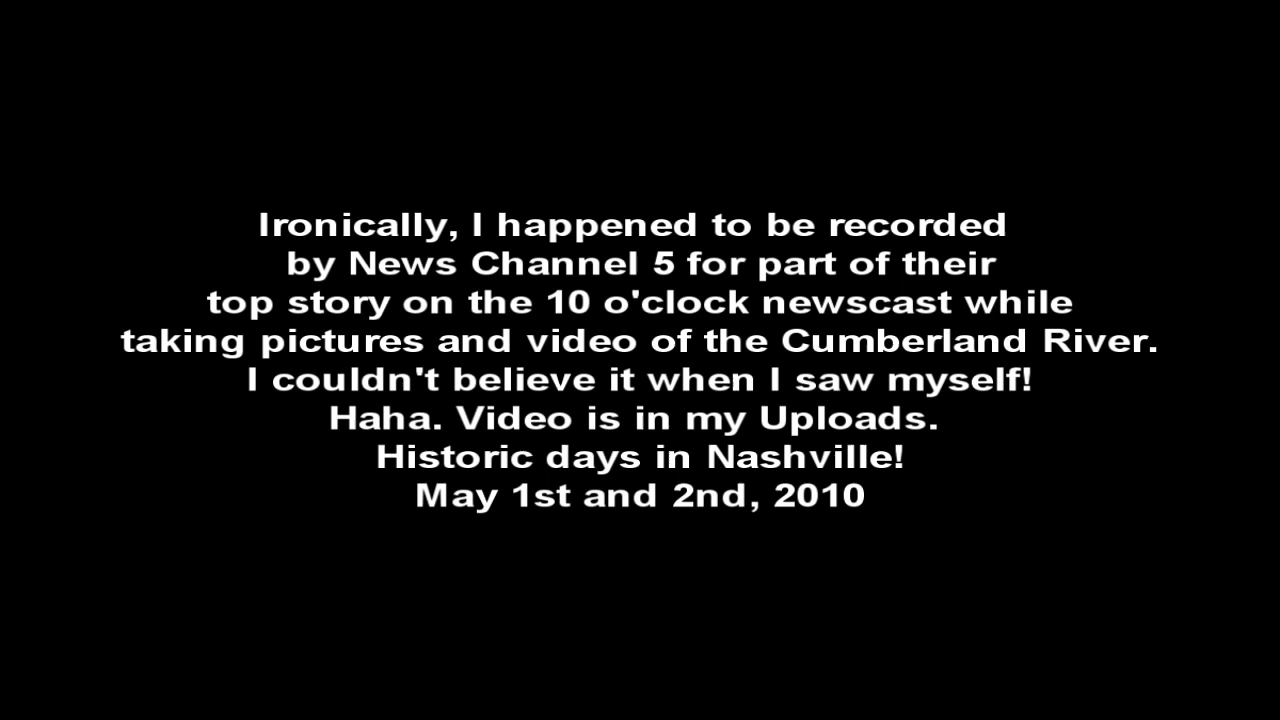 Ironically, I happened to be recorded
by News Channel 5 for part of their
top story on the 10 o'clock newscast while
taking pictures and video of the Cumberland River.
I couldn't believe it when I saw myself!
Haha. Video is in my Uploads.
Historic days in Nashville!
May 1st and 2nd, 2010